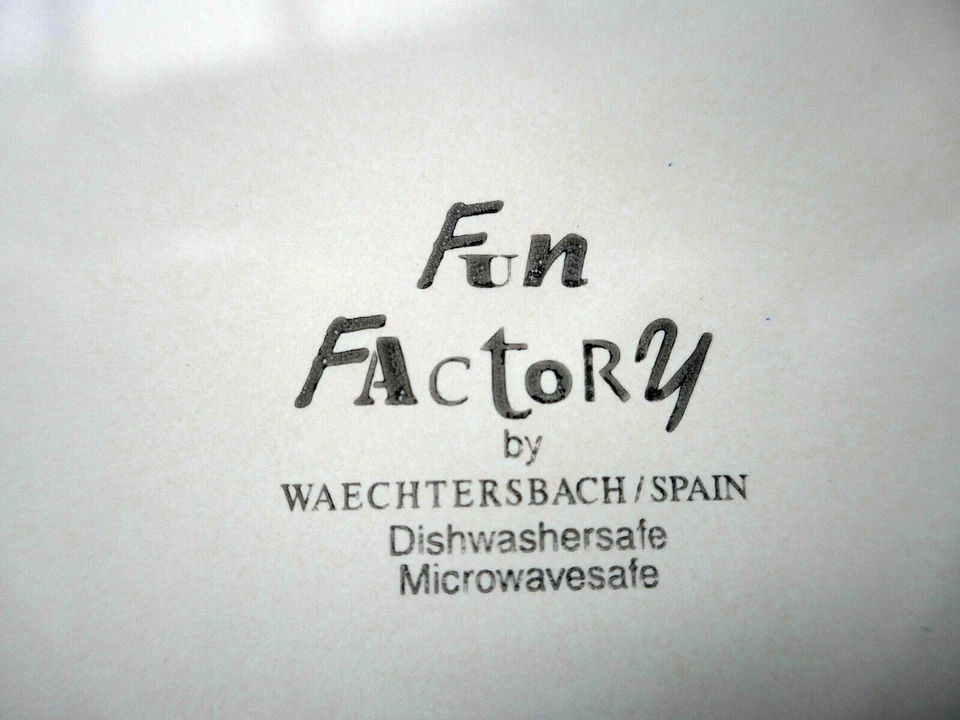 Fun
FActoRy
by
WAECHTERSBACH/SPAIN
Dishwashersafe
Microwavesafe